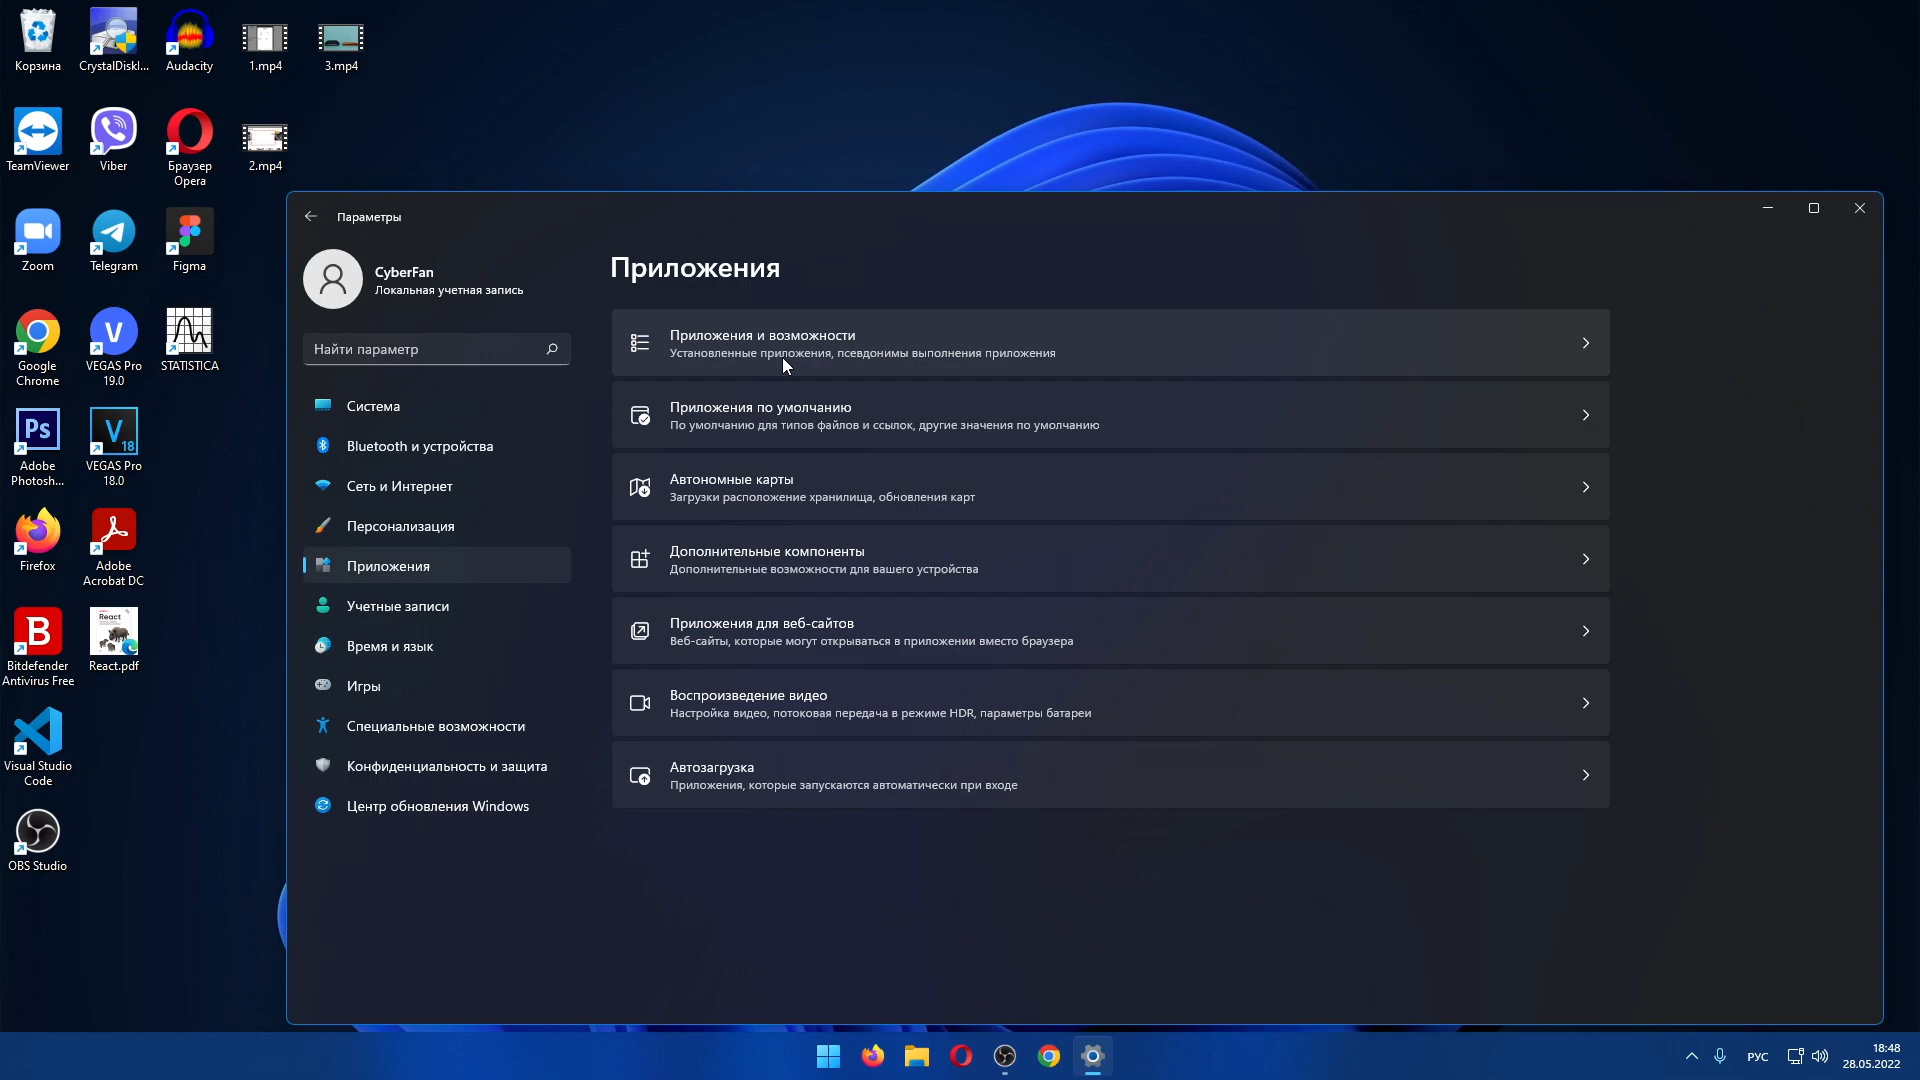 Корзина
CrystalDiskI...
Audacity
1.mp4
3.mp4
TeamViewer
Viber
Браузер
Opera
2.mp4
Zoom
Telegram
Figma
Google
Chrome
VEGAS Pro
19.0
STATISTICA
Adobe
Photosh...
VEGAS Pro
18.0
Firefox
Adobe
Acrobat DC
Bitdefender
Antivirus Free
React.pdf
Visual Studio
Code
OBS Studio
Параметры
CyberFan
Локальная учетная запись
Найти параметр
Система
Bluetooth и устройства
Сеть и Интернет
Персонализация
Приложения
Учетные записи
Время и язык
Игры
Специальные возможности
Конфиденциальность и защита
Центр обновления Windows
Приложения
Приложения и возможности
Установленные приложения, псевдонимы выполнения приложения
Приложения по умолчанию
По умолчанию для типов файлов и ссылок, другие значения по умолчанию
Автономные карты
Загрузки расположение хранилища, обновления карт
Дополнительные компоненты
Дополнительные возможности для вашего устройства
Приложения для веб-сайтов
Веб-сайты, которые могут открываться в приложении вместо браузера
Воспроизведение видео
Настройка видео, потоковая передача в режиме HDR, параметры батареи
Автозагрузка
Приложения, которые запускаются автоматически при входе
РУС
18:48
28.05.2022
Ps
V
V
18
B
React